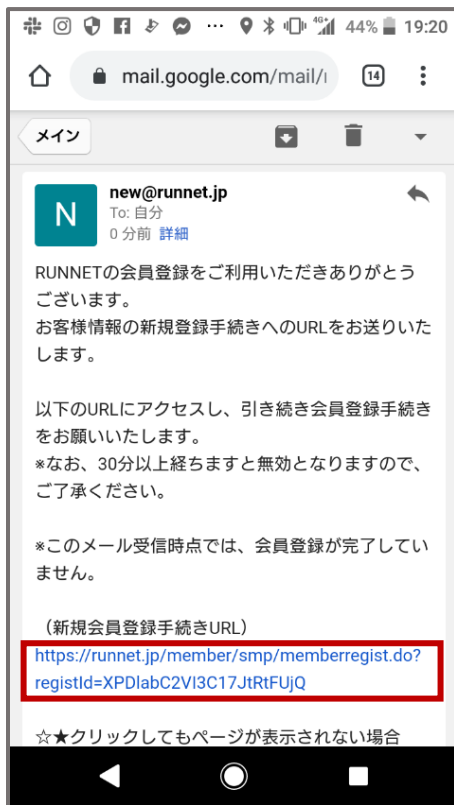 44% 19:20
mail.google.com/mail/ 14
メイン
N
new@runnet.jp
To: 自分
0 分前 詳細
RUNNETの会員登録をご利用いただきありがとう
ございます。
お客様情報の新規登録手続きへのURLをお送りいた
します。
以下のURLにアクセスし、引き続き会員登録手続き
をお願いいたします。
※なお、30分以上経ちますと無効となりますので、
ご了承ください。
※このメール受信時点では、会員登録が完了してい
ません。
（新規会員登録手続きURL）
https://runnet.jp/member/smp/memberregist.do?
registId=XPDlabC2VI3C17JtRtFUjQ
☆★クリックしてもページが表示されない場合